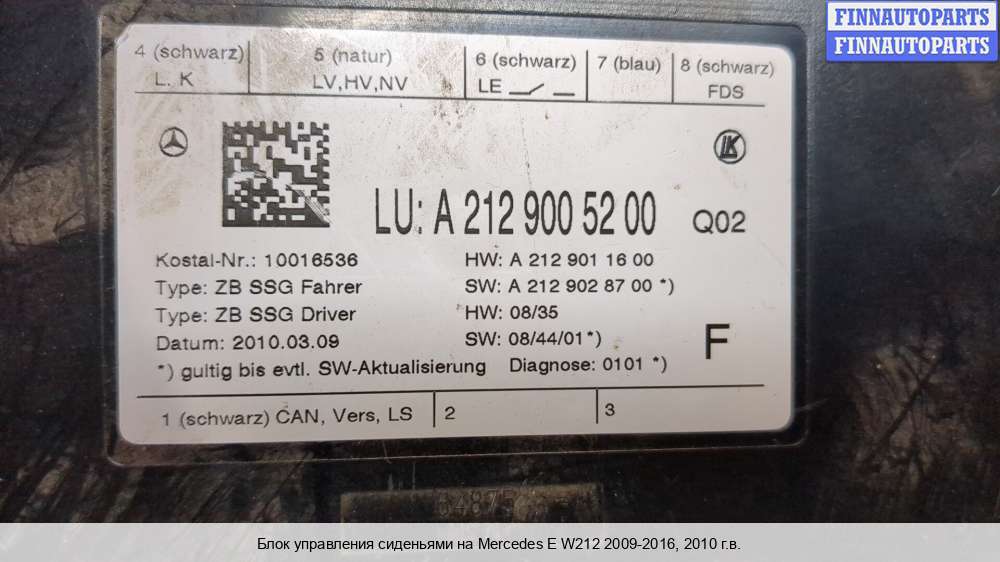 FINNAUTOPARTS
FINNAUTOPARTS
4 (schwarz)
L. K
5 (natur)
LV,HV,NV
6 (schwarz)
LE
7 (blau)
8 (schwarz)
FDS
LU: A 212 900 52 00
Q02
Kostal-Nr.: 10016536
HW: A 212 901 16 00
Type: ZB SSG Fahrer
SW: A 212 902 87 00 *)
Type: ZB SSG Driver
HW: 08/35
Datum: 2010.03.09
SW: 08/44/01*)
F
*) gultig bis evtl. SW-Aktualisierung
Diagnose: 0101 *)
1 (schwarz) CAN, Vers, LS
2
3
Блок управления сиденьями на Mercedes E W212 2009-2016, 2010 г.в.